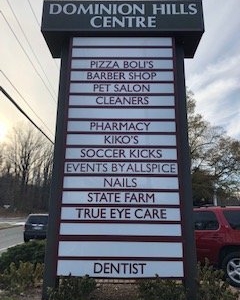 DOMINION HILLS
CENTRE
PIZZA BOLI'S
BARBER SHOP
PET SALON
CLEANERS
PHARMACY
KIKO'S
SOCCER KICKS
EVENTS BY ALLSPICE
NAILS
STATE FARM
TRUE EYE CARE
DENTIST